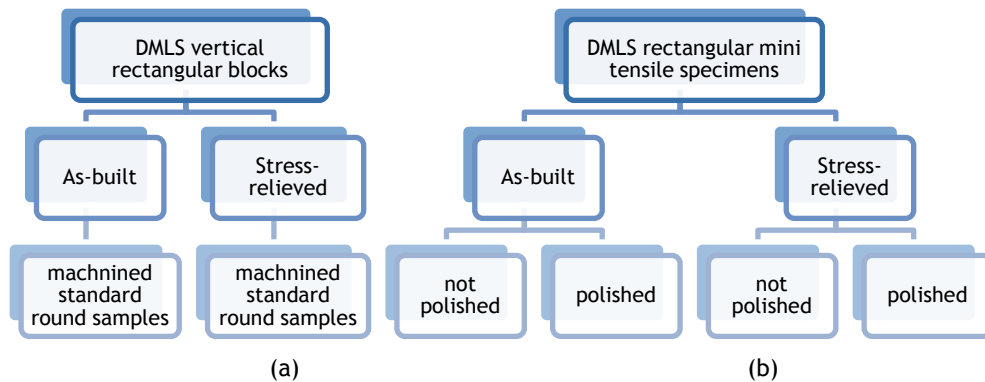 DMLS vertical
rectangular blocks
As-built
Stress-
relieved
machnined
standard
round samples
machnined
standard
round samples
(a)
DMLS rectangular mini
tensile specimens
As-built
Stress-
relieved
not
polished
polished
not
polished
polished
(b)